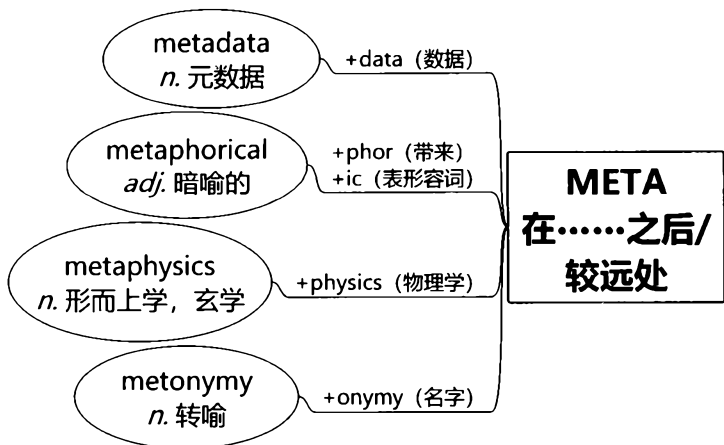 metadata
n. 元数据
+data（数据）
metaphorical
adj. 暗喻的
+phor（带来）
+ic（表形容词）
metaphysics
n. 形而上学，玄学
+physics（物理学）
metonymy
n. 转喻
+onymy（名字）
META
在……之后/
较远处